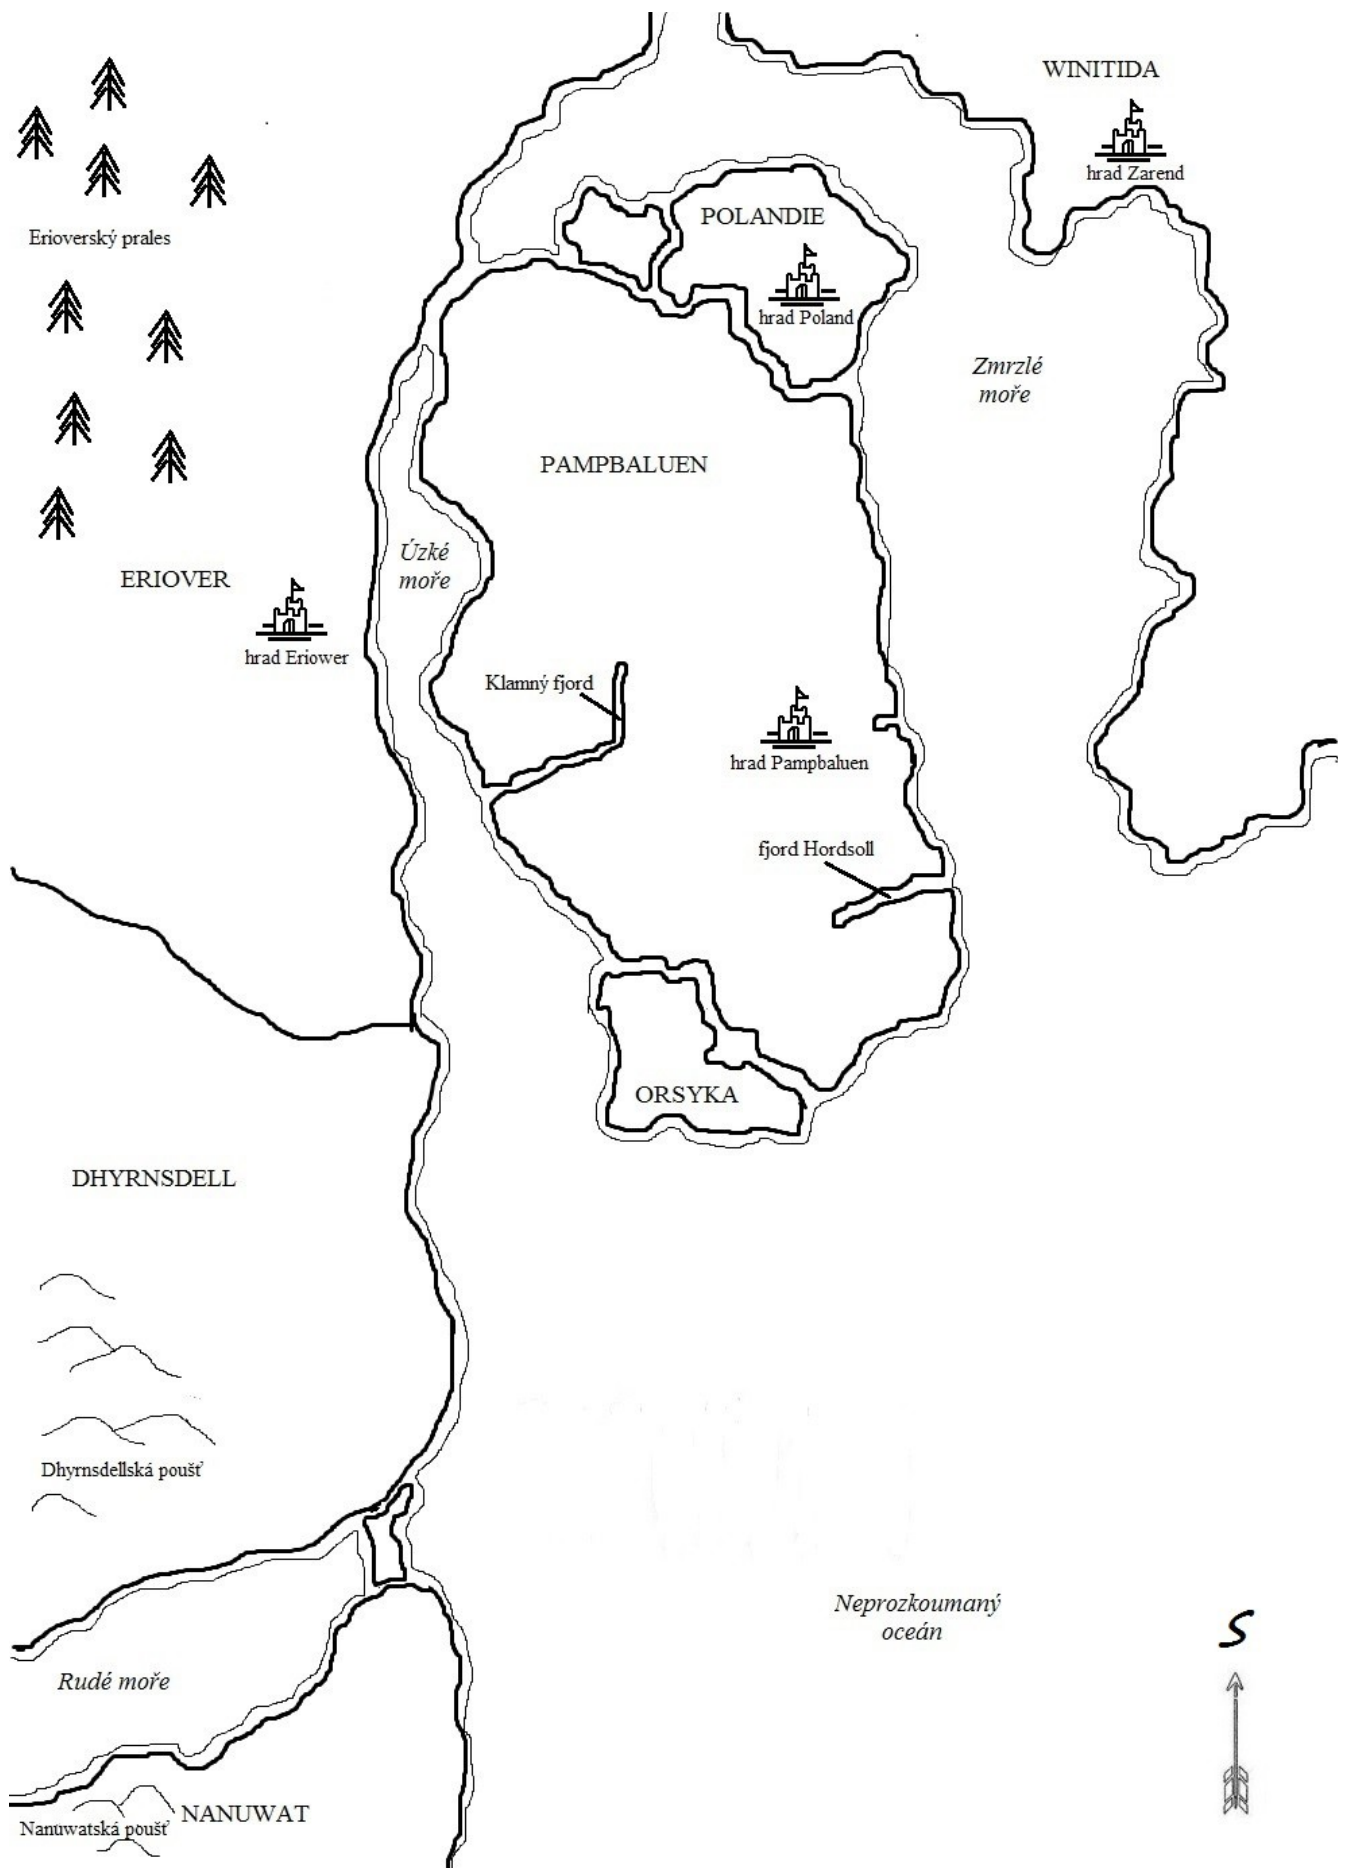 WINITIDA
hrad Zarend
POLANDIE
Erioverský prales
hrad Poland
Zmrzlé
moře
PAMPBALUEN
Úzké
moře
ERIOVER
hrad Eriower
Klamný fjord
hrad Pampbaluen
fjord Hordsoll
ORSYKA
DHYRNSDELL
Dhyrnsdellská poušť
Neprozkoumaný
oceán
S
Rudé moře
NANUWAT
Nanuwatská poušť